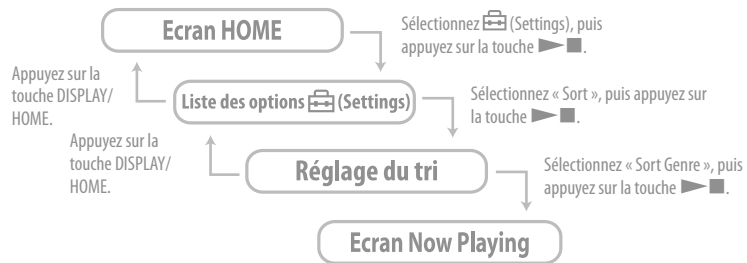 Ecran HOME
Sélectionnez (Settings), puis
appuyez sur la touche ►■.
Appuyez sur la
touche DISPLAY/
HOME.
Liste des options (Settings)
Sélectionnez « Sort », puis appuyez sur
la touche ►■.
Appuyez sur la
touche DISPLAY/
HOME.
Réglage du tri
Sélectionnez « Sort Genre », puis
appuyez sur la touche ►■.
Ecran Now Playing